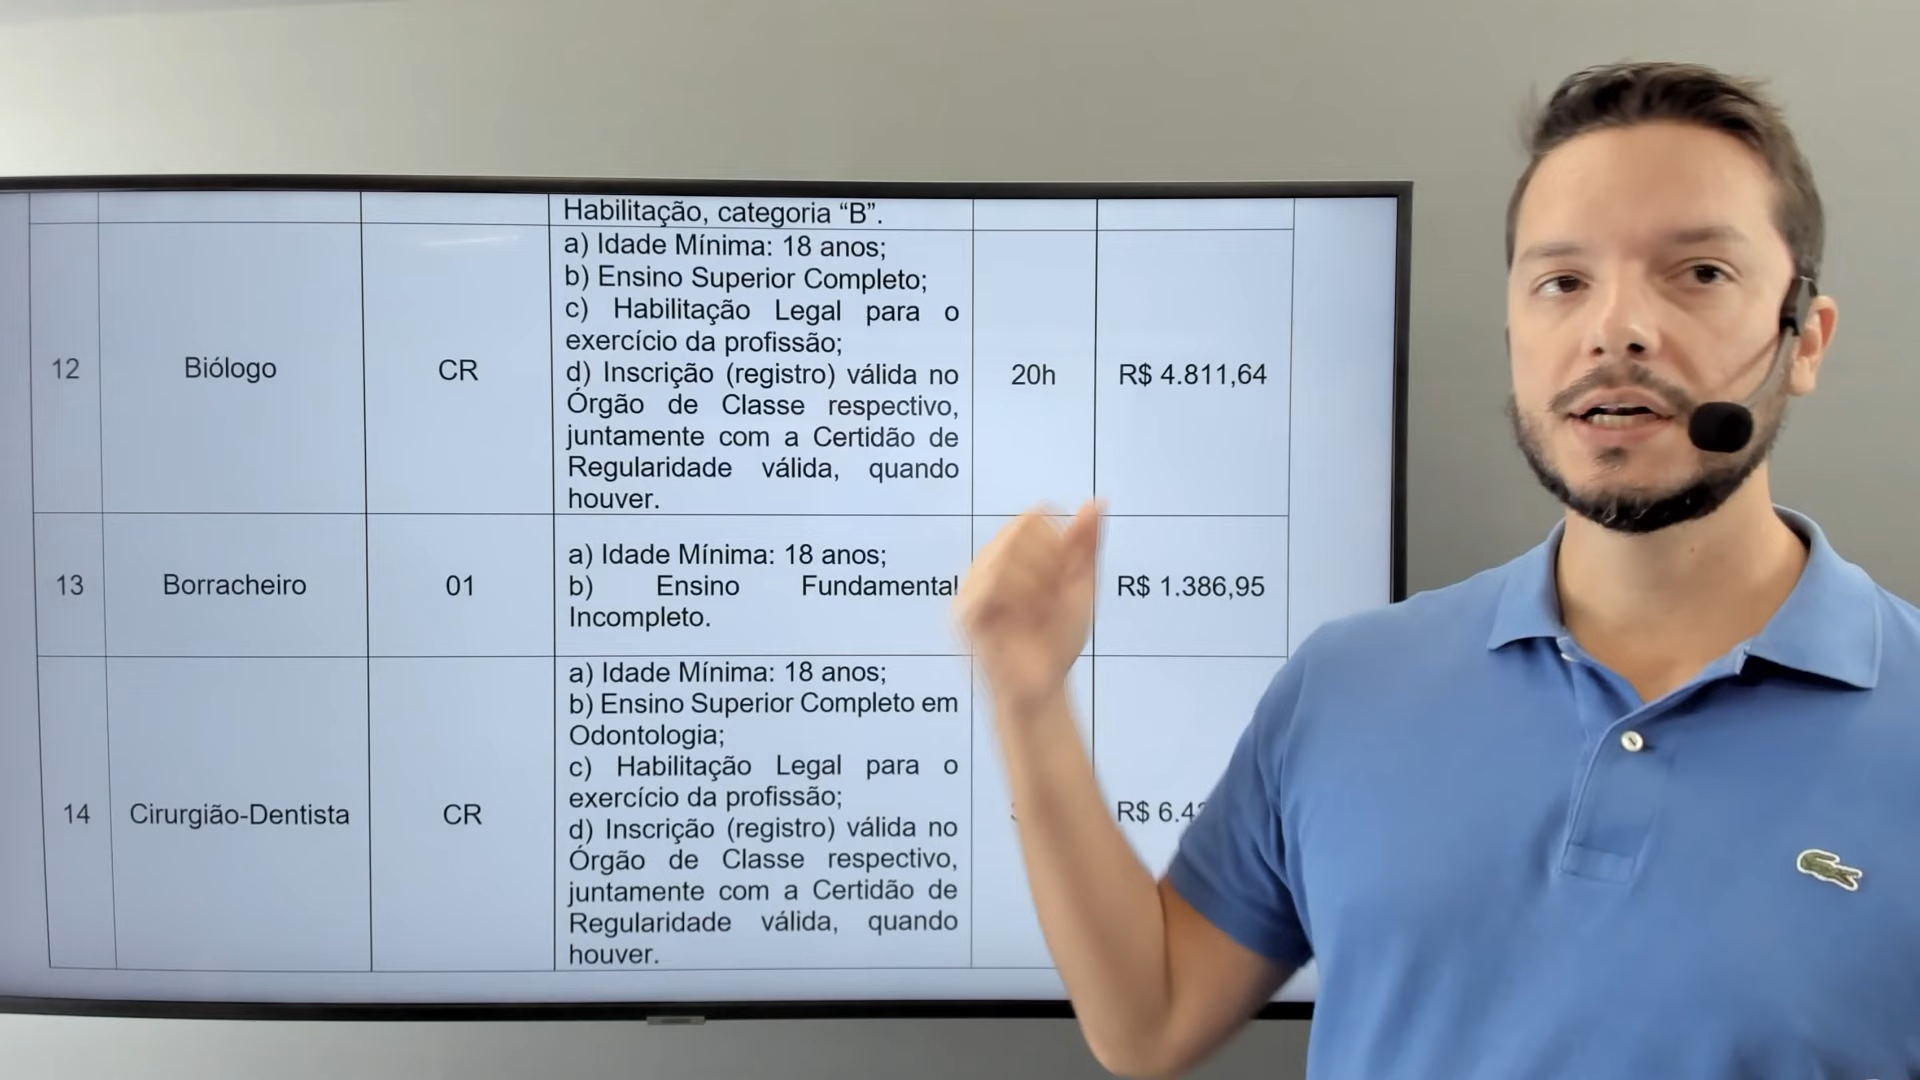 Habilitação, categoria “B”.
12
Biólogo
CR
a) Idade Mínima: 18 anos;
b) Ensino Superior Completo;
c) Habilitação Legal para o
exercício da profissão;
d) Inscrição (registro) válida no
Órgão de Classe respectivo,
juntamente com a Certidão de
Regularidade válida, quando
houver.
20h
R$ 4.811,64
13
Borracheiro
01
a) Idade Mínima: 18 anos;
b) Ensino Fundamental
Incompleto.
R$ 1.386,95
14
Cirurgião-Dentista
CR
a) Idade Mínima: 18 anos;
b) Ensino Superior Completo em
Odontologia;
c) Habilitação Legal para o
exercício da profissão;
d) Inscrição (registro) válida no
Órgão de Classe respectivo,
juntamente com a Certidão de
Regularidade válida, quando
houver.
R$